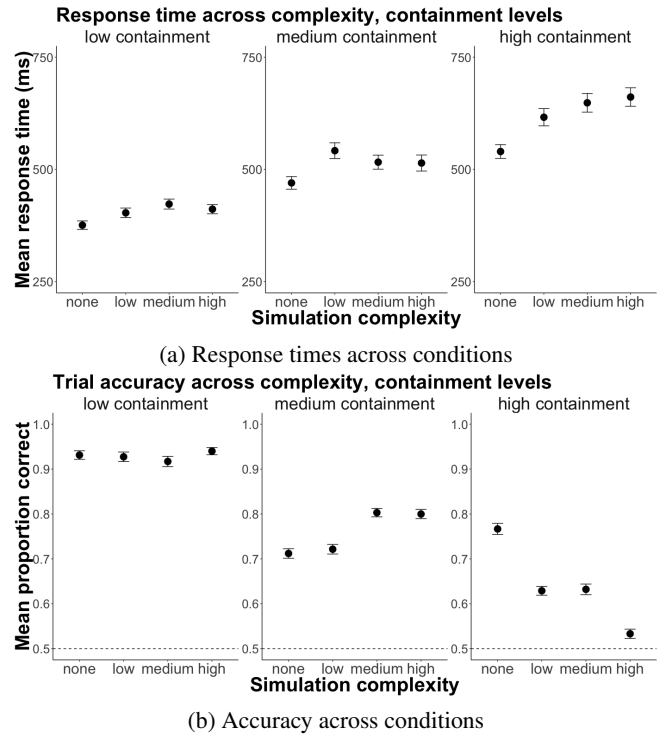 Response time across complexity, containment levels
low containment medium containment high containment
Mean response time (ms)
750 750 750
500 500 500
250 250 250
none low medium high none low medium high none low medium high
Simulation complexity
(a) Response times across conditions
Trial accuracy across complexity, containment levels
low containment medium containment high containment
Mean proportion correct
1.0 1.0 1.0
0.9 0.9 0.9
0.8 0.8 0.8
0.7 0.7 0.7
0.6 0.6 0.6
0.5 0.5 0.5
none low medium high none low medium high none low medium high
Simulation complexity
(b) Accuracy across conditions